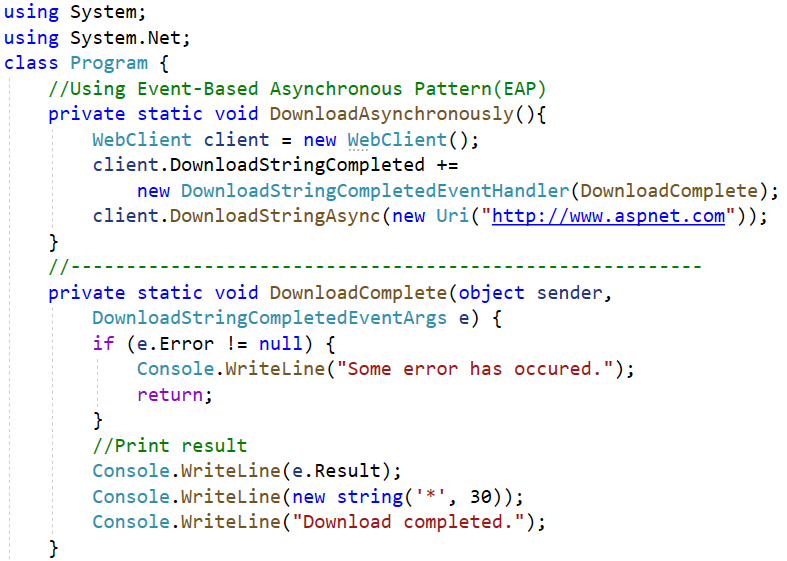 using System;
using System.Net;
class Program {
    //Using Event-Based Asynchronous Pattern(EAP)
    private static void DownloadAsynchronously(){
        WebClient client = new WebClient();
        client.DownloadStringCompleted +=
            new DownloadStringCompletedEventHandler(DownloadComplete);
        client.DownloadStringAsync(new Uri("http://www.aspnet.com"));
    }
    //---------------------------------------------------------
    private static void DownloadComplete(object sender,
        DownloadStringCompletedEventArgs e) {
        if (e.Error != null) {
            Console.WriteLine("Some error has occured.");
            return;
        }
        //Print result
        Console.WriteLine(e.Result);
        Console.WriteLine(new string('*', 30));
        Console.WriteLine("Download completed.");
    }